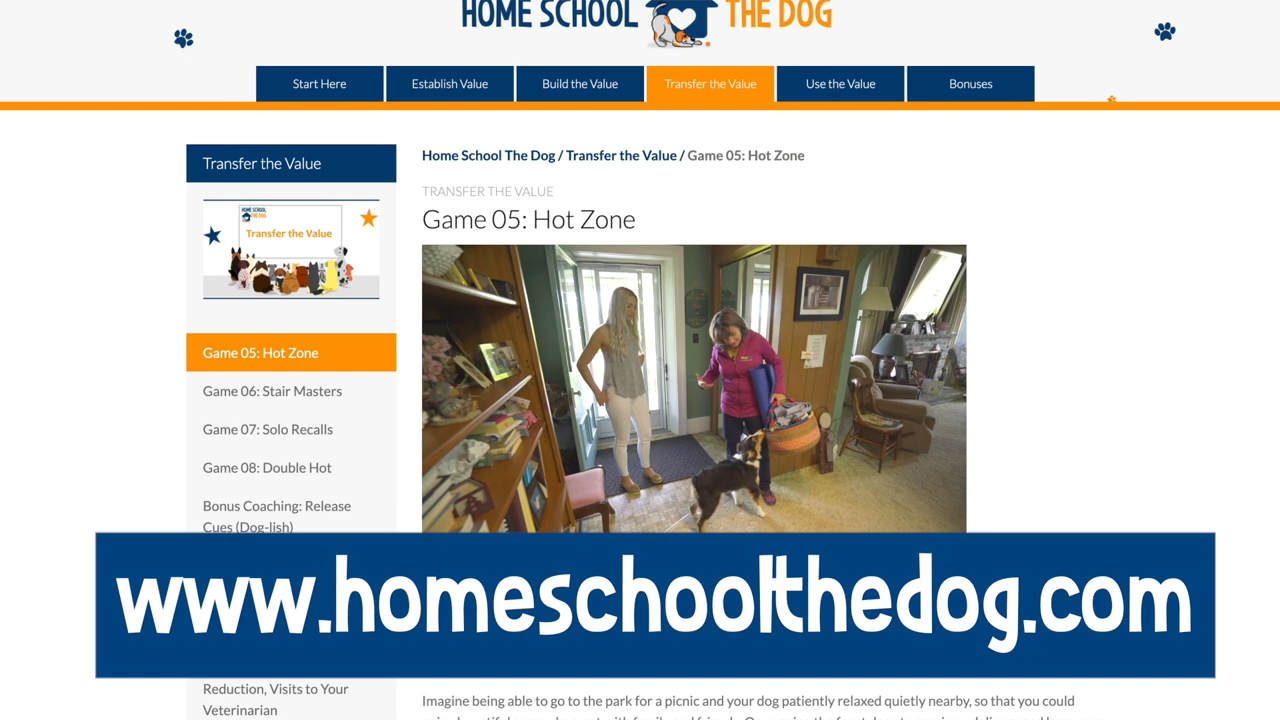 HOME SCHOOL THE DOG
Start Here
Establish Value
Build the Value
Transfer the Value
Use the Value
Bonuses
Transfer the Value
HOME SCHOOL
THE DOG
Transfer the Value
Game 05: Hot Zone
Game 06: Stair Masters
Game 07: Solo Recalls
Game 08: Double Hot
Bonus Coaching: Release
Cues (Dog-lish)
Reduction, Visits to Your
Veterinarian
Home School The Dog / Transfer the Value / Game 05: Hot Zone
TRANSFER THE VALUE
Game 05: Hot Zone
www.homeschoolthedog.com
Imagine being able to go to the park for a picnic and your dog patiently relaxed quietly nearby, so that you could